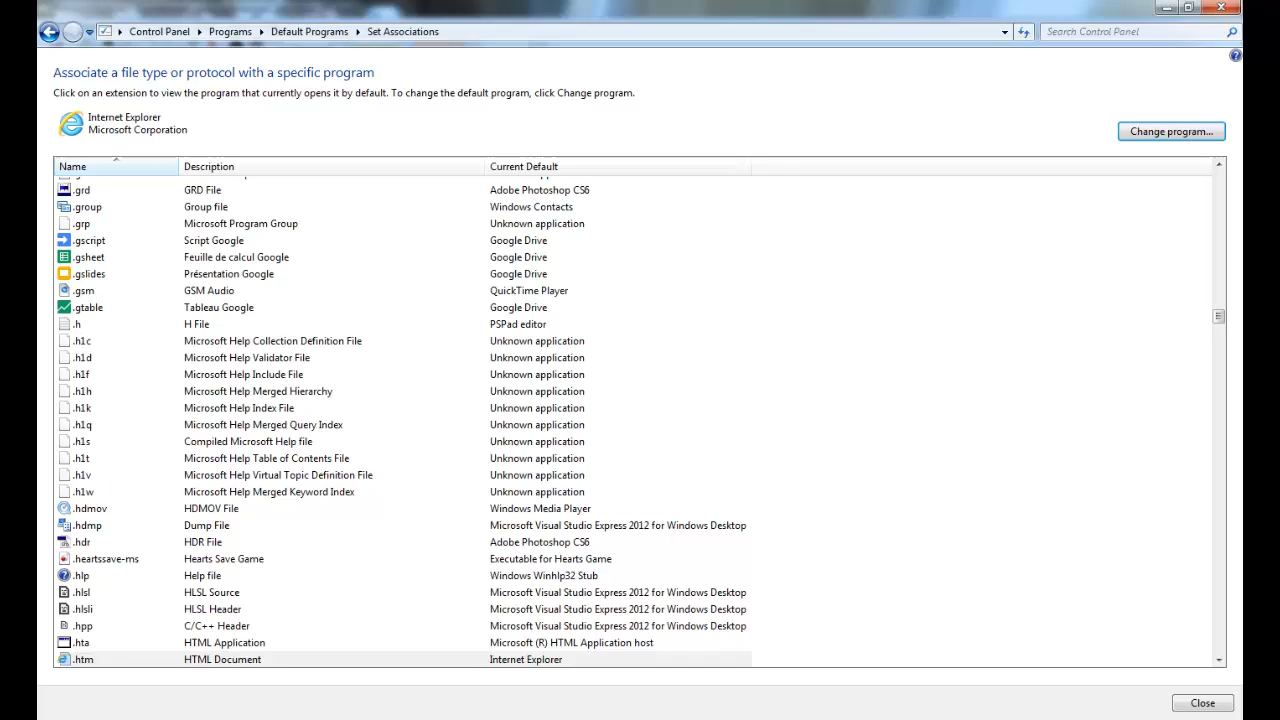 Control Panel Programs Default Programs Set Associations Search Control Panel
Associate a file type or protocol with a specific program
Click on an extension to view the program that currently opens it by default. To change the default program, click Change program.
Internet Explorer
Microsoft Corporation
Change program...
Name Description Current Default
.grd GRD File Adobe Photoshop CS6
.group Group file Windows Contacts
.grp Microsoft Program Group Unknown application
.gscript Script Google Google Drive
.gsheet Feuille de calcul Google Google Drive
.gslides Présentation Google Google Drive
.gsm GSM Audio QuickTime Player
.gtable Tableau Google Google Drive
.h H File PSPad editor
.h1c Microsoft Help Collection Definition File Unknown application
.h1d Microsoft Help Validator File Unknown application
.h1f Microsoft Help Include File Unknown application
.h1h Microsoft Help Merged Hierarchy Unknown application
.h1k Microsoft Help Index File Unknown application
.h1q Microsoft Help Merged Query Index Unknown application
.h1s Compiled Microsoft Help file Unknown application
.h1t Microsoft Help Table of Contents File Unknown application
.h1v Microsoft Help Virtual Topic Definition File Unknown application
.h1w Microsoft Help Merged Keyword Index Unknown application
.hdmov HDMOV File Windows Media Player
.hdmp Dump File Microsoft Visual Studio Express 2012 for Windows Desktop
.hdr HDR File Adobe Photoshop CS6
.heartssave-ms Hearts Save Game Executable for Hearts Game
.hlp Help file Windows Winhlp32 Stub
.hlsl HLSL Source Microsoft Visual Studio Express 2012 for Windows Desktop
.hlsli HLSL Header Microsoft Visual Studio Express 2012 for Windows Desktop
.hpp C/C++ Header Microsoft Visual Studio Express 2012 for Windows Desktop
.hta HTML Application Microsoft (R) HTML Application host
.htm HTML Document Internet Explorer
Close